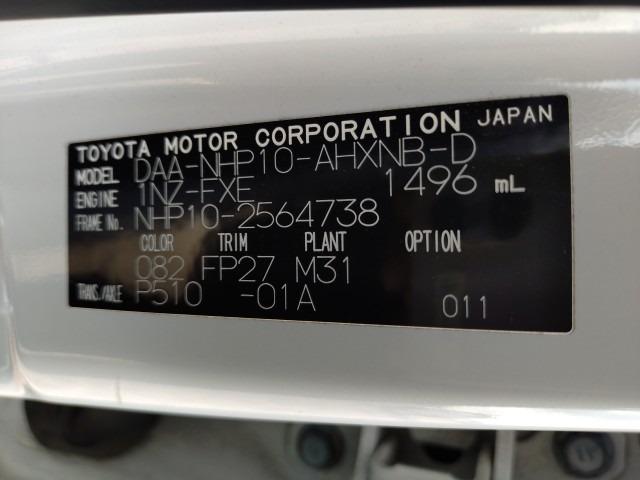 TOYOTA MOTOR CORPORATION JAPAN
MODEL DAA-NHP10-AHXNB-D
ENGINE 1NZ-FXE 1496 mL
FRAME No. NHP10-2564738
COLOR TRIM PLANT OPTION
082 FP27 M31
TRANS./AXLE P510 -01A 011